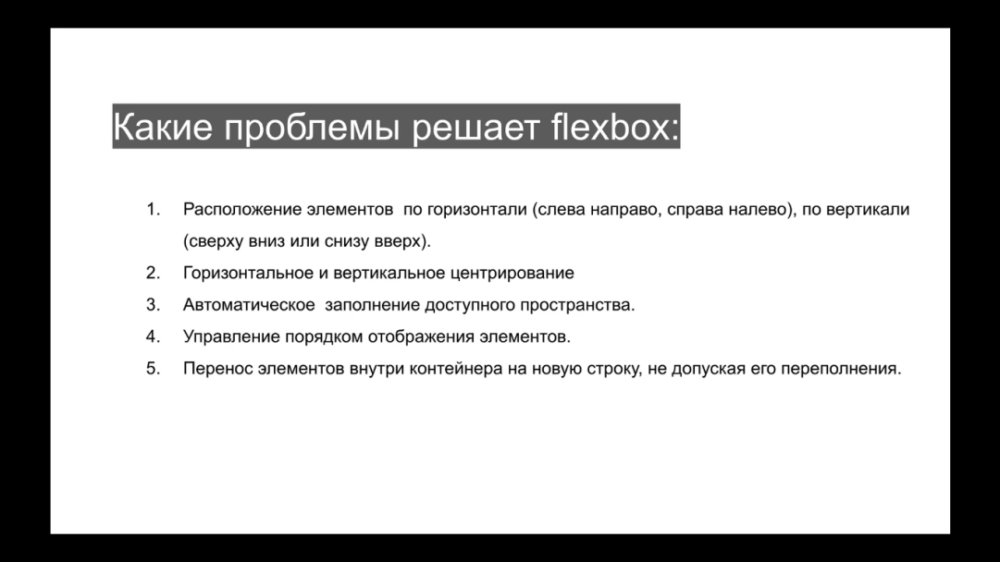 Какие проблемы решает flexbox:
1. Расположение элементов по горизонтали (слева направо, справа налево), по вертикали
(сверху вниз или снизу вверх).
2. Горизонтальное и вертикальное центрирование
3. Автоматическое заполнение доступного пространства.
4. Управление порядком отображения элементов.
5. Перенос элементов внутри контейнера на новую строку, не допуская его переполнения.